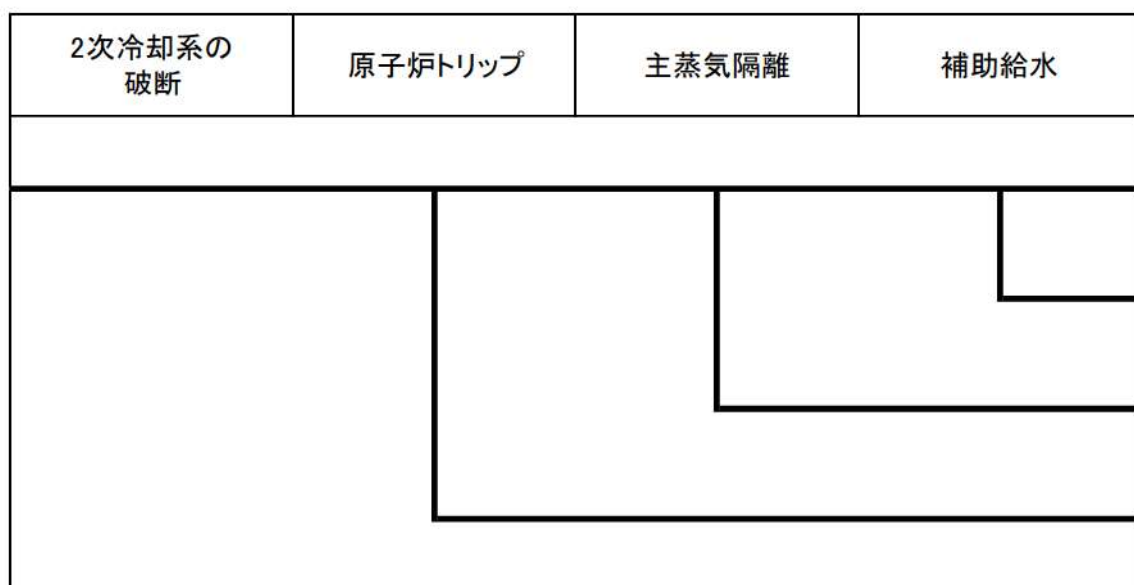 2次冷却系の
破断
原子炉トリップ
主蒸気隔離
補助給水